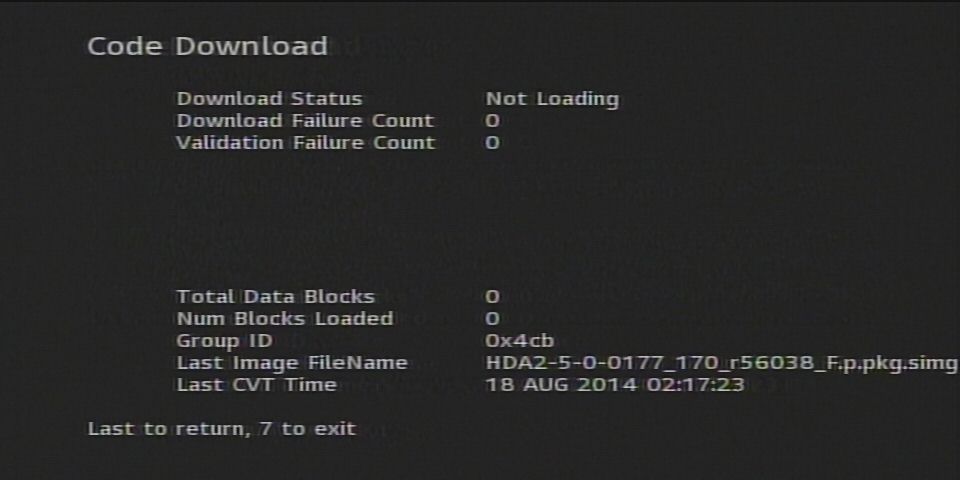 Code Download
Download Status Not Loading
Download Failure Count 0
Validation Failure Count 0
Total Data Blocks 0
Num Blocks Loaded 0
Group ID 0x4cb
Last Image FileName HDA2-5-0-0177_170_r56038_F.p.pkg.simg
Last CVT Time 18 AUG 2014 02:17:23
Last to return, 7 to exit